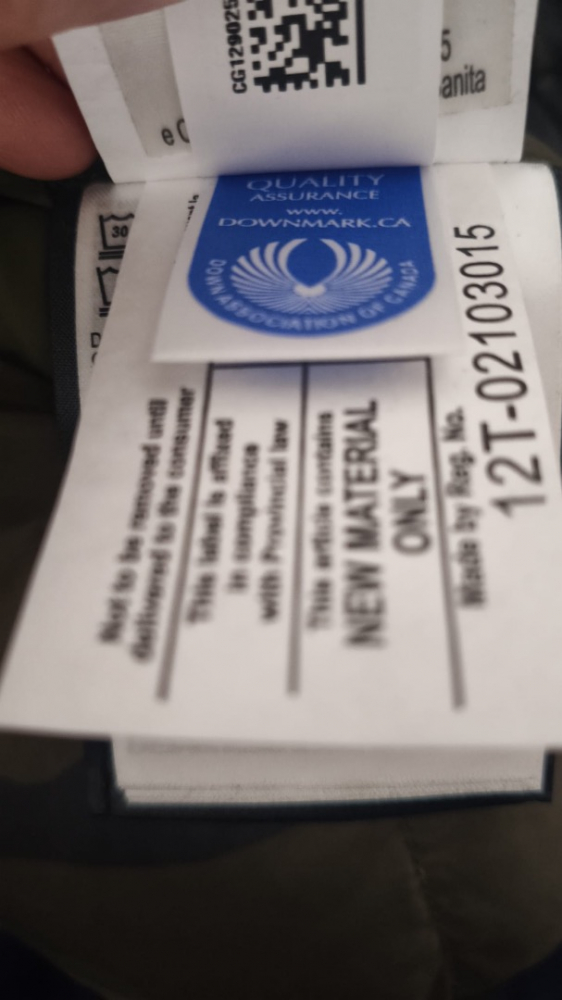 CG129025
5
anita
e C
30
QUALITY
ASSURANCE
www.
DOWNMARK.CA
DOWN ASSOCIATION OF CANADA
Not to be removed until
delivered to the consumer
This label is affixed
in compliance
with Provincial law
This article contains
NEW MATERIAL
ONLY
Made by Reg. No.
12T-02103015